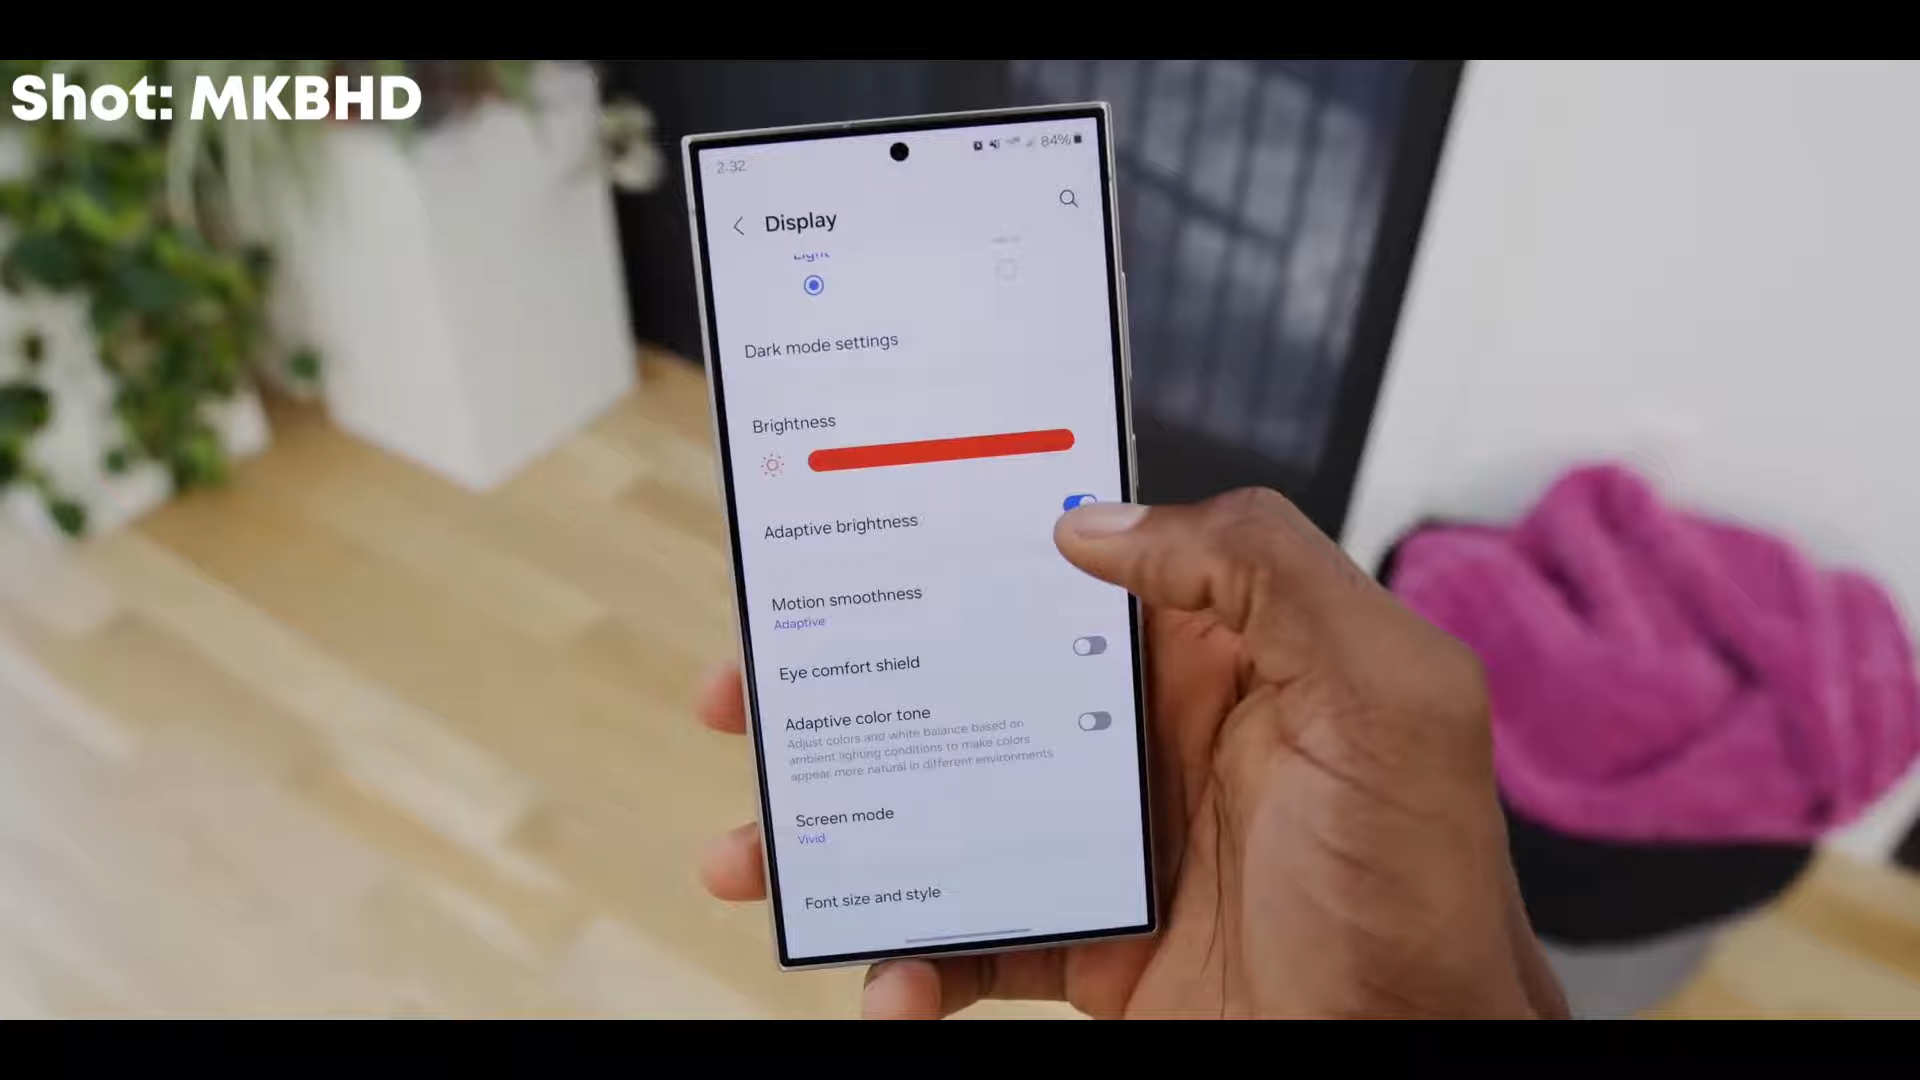 Shot: MKBHD
2:32
84%
Display
Light
Dark mode settings
Brightness
Adaptive brightness
Motion smoothness
Adaptive
Eye comfort shield
Adaptive color tone
Adjust colors and white balance based on
ambient lighting conditions to make colors
appear more natural in different environments
Screen mode
Vivid
Font size and style